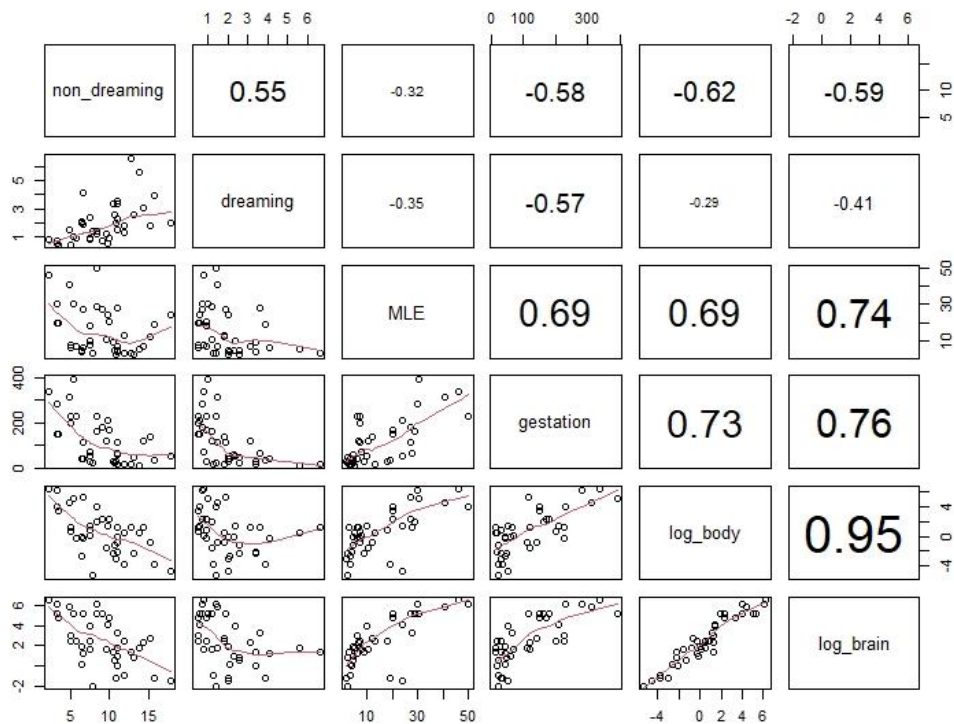 1 2 3 4 5 6
0 100 300
-2 0 2 4 6
non_dreaming 0.55 -0.32 -0.58 -0.62 -0.59
5 10
1 3 5
dreaming -0.35 -0.57 -0.29 -0.41
MLE 0.69 0.69 0.74
10 30 50
0 200 400
gestation 0.73 0.76
log_body 0.95
-4 0 4
-2 2 4 6
log_brain
5 10 15
10 30 50
-4 0 2 4 6